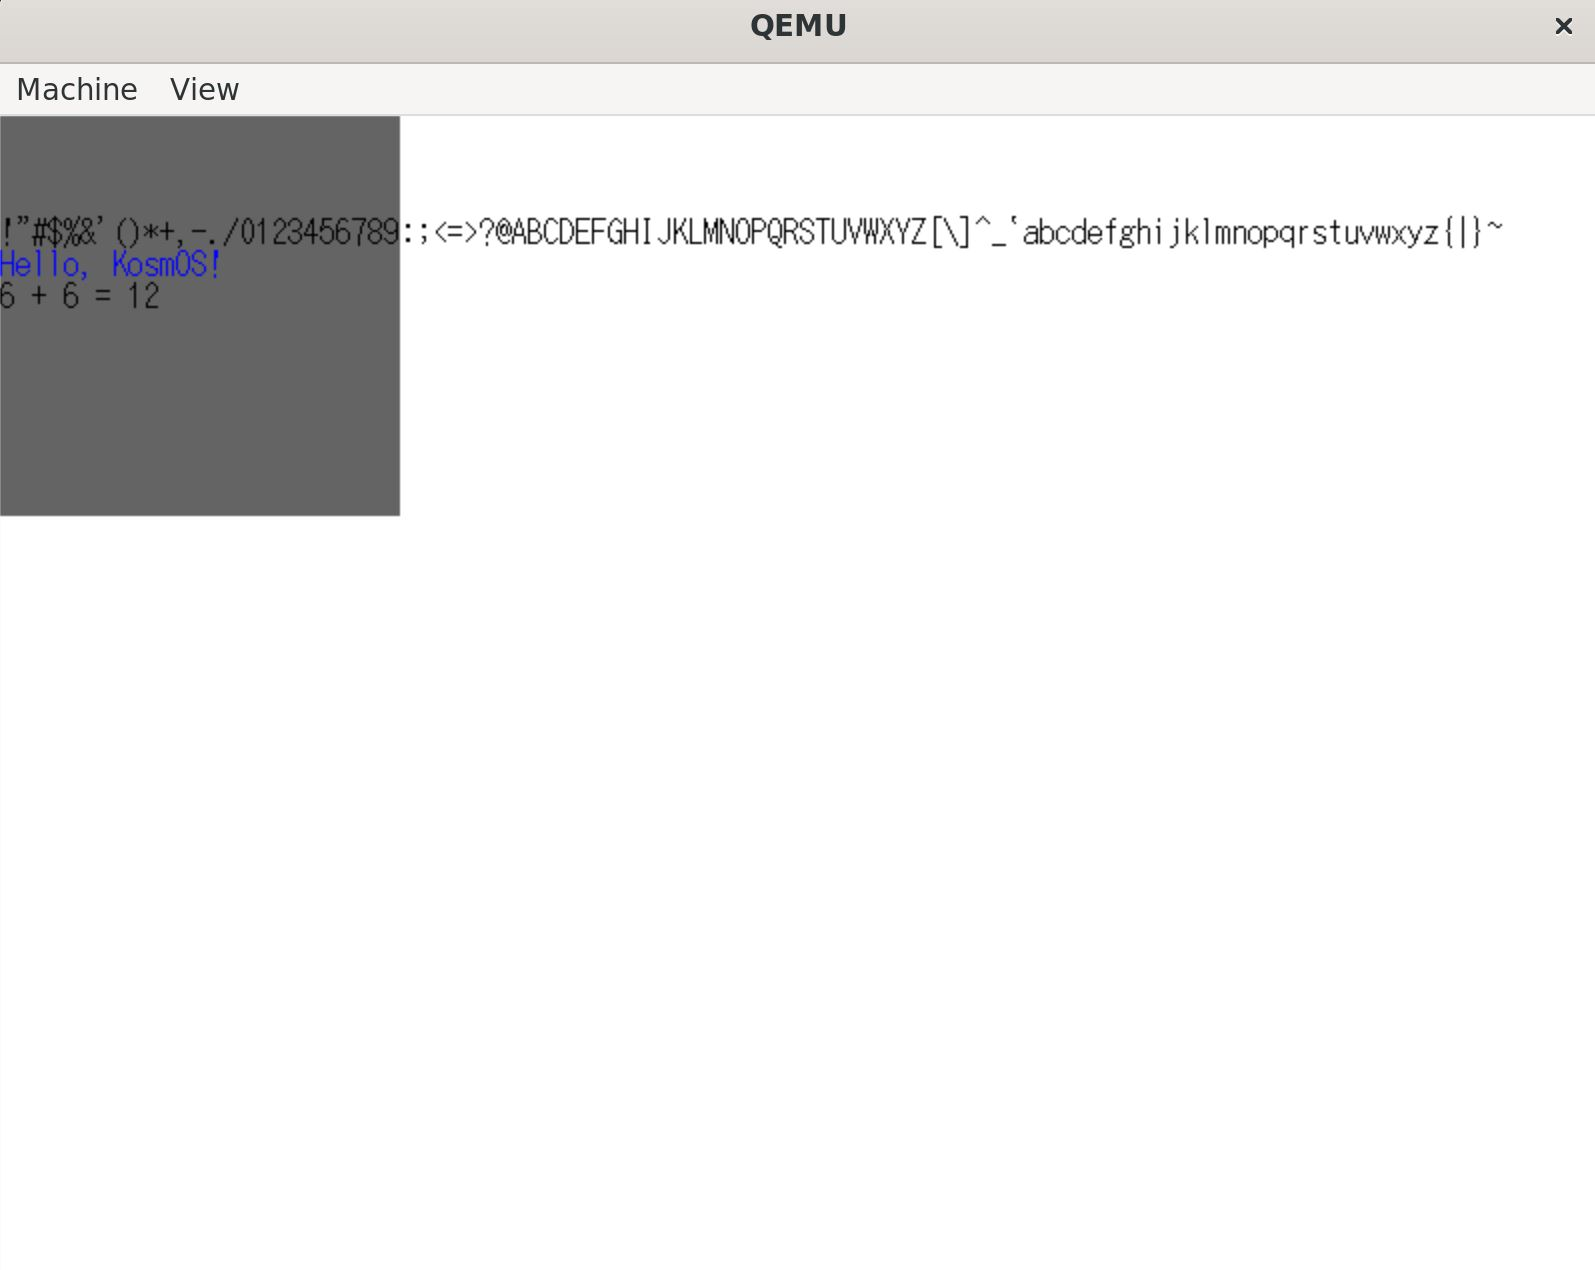 QEMU ×
Machine View
!"#$%&'()*+,-./0123456789:;<=>?@ABCDEFGHIJKLMNOPQRSTUVWXYZ[\]^_`abcdefghijklmnopqrstuvwxyz{|}~
Hello, KosmOS!
6 + 6 = 12